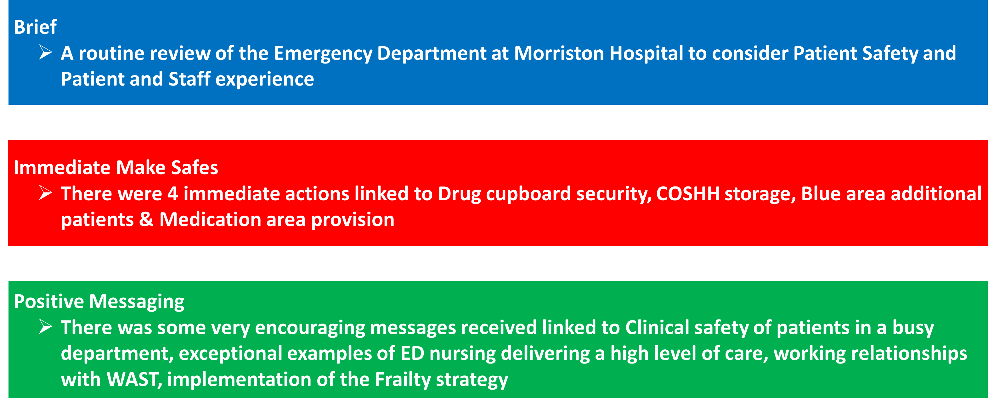 Brief
➢ A routine review of the Emergency Department at Morriston Hospital to consider Patient Safety and
Patient and Staff experience
Immediate Make Safes
➢ There were 4 immediate actions linked to Drug cupboard security, COSHH storage, Blue area additional
patients & Medication area provision
Positive Messaging
➢ There was some very encouraging messages received linked to Clinical safety of patients in a busy
department, exceptional examples of ED nursing delivering a high level of care, working relationships
with WAST, implementation of the Frailty strategy